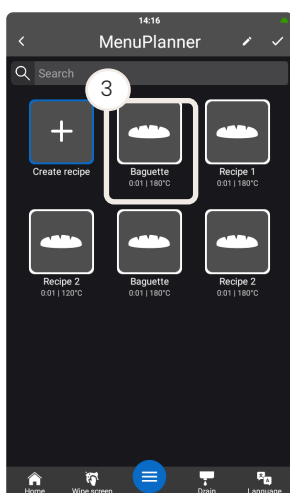 14:16
MenuPlanner
Search
3
Create recipe
Baguette
0:01 | 180°C
Recipe 1
0:01 | 180°C
Recipe 2
0:01 | 120°C
Baguette
0:01 | 180°C
Recipe 2
0:01 | 180°C
Home
Wipe screen
Drain
Language